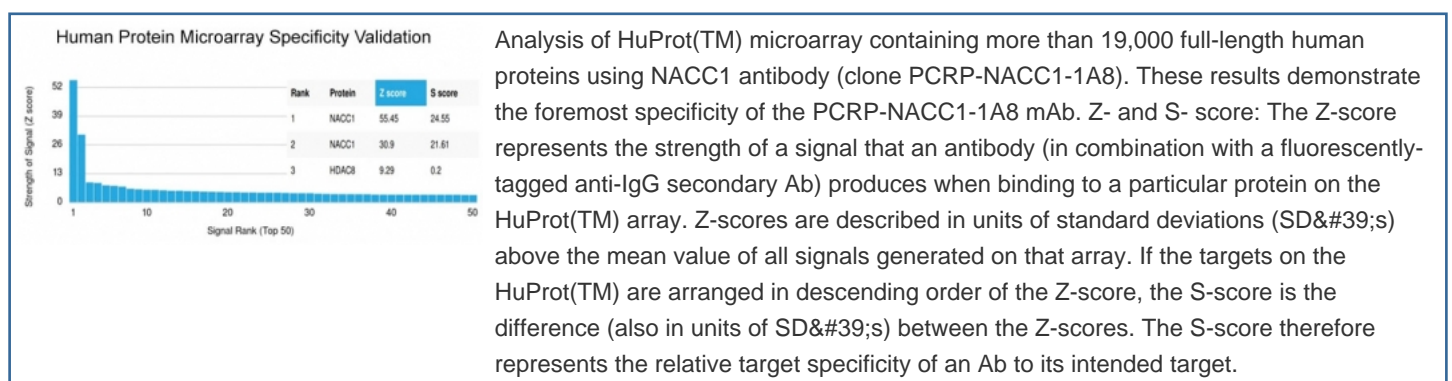 Human Protein Microarray Specificity Validation
Strength of Signal (Z score)
52
39
26
13
0
1 10 20 30 40 50
Signal Rank (Top 50)
Rank Protein Z score S score
1 NACC1 55.45 24.55
2 NACC1 30.9 21.61
3 HDAC8 9.29 0.2
Analysis of HuProt(TM) microarray containing more than 19,000 full-length human
proteins using NACC1 antibody (clone PCRP-NACC1-1A8). These results demonstrate
the foremost specificity of the PCRP-NACC1-1A8 mAb. Z- and S- score: The Z-score
represents the strength of a signal that an antibody (in combination with a fluorescently-
tagged anti-IgG secondary Ab) produces when binding to a particular protein on the
HuProt(TM) array. Z-scores are described in units of standard deviations (SD&#39;s)
above the mean value of all signals generated on that array. If the targets on the
HuProt(TM) are arranged in descending order of the Z-score, the S-score is the
difference (also in units of SD&#39;s) between the Z-scores. The S-score therefore
represents the relative target specificity of an Ab to its intended target.